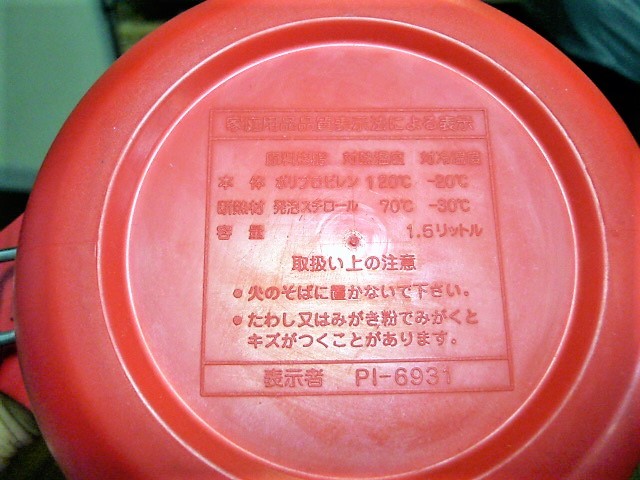 家庭用品品質表示法による表示
原料樹脂 耐熱温度 耐冷温度
本体 ポリプロピレン 120℃ -20℃
断熱材 発泡スチロール 70℃ -30℃
容量 1.5リットル
取扱い上の注意
●火のそばに置かないで下さい。
●たわし又はみがき粉でみがくと
キズがつくことがあります。
表示者 PI-6931